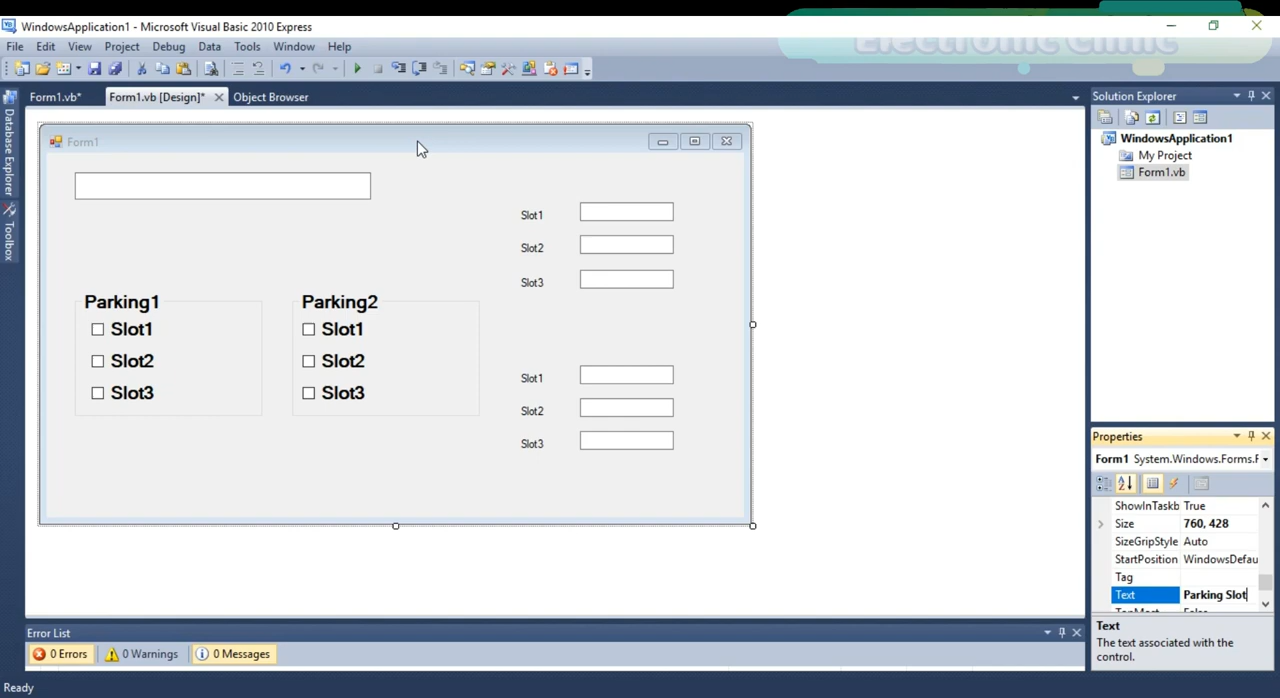 WindowsApplication1 - Microsoft Visual Basic 2010 Express
File Edit View Project Debug Data Tools Window Help
Electronic Clinic
Form1.vb* Form1.vb [Design]* Object Browser
Database Explorer
Toolbox
Form1
Slot1
Slot2
Slot3
Parking1
Slot1
Slot2
Slot3
Parking2
Slot1
Slot2
Slot3
Slot1
Slot2
Slot3
Solution Explorer
WindowsApplication1
My Project
Form1.vb
Properties
Form1 System.Windows.Forms.F
ShowInTaskb True
Size 760, 428
SizeGripStyle Auto
StartPosition WindowsDefau
Tag
Text Parking Slot
TopMost False
Text
The text associated with the
control.
Error List
0 Errors 0 Warnings 0 Messages
Ready